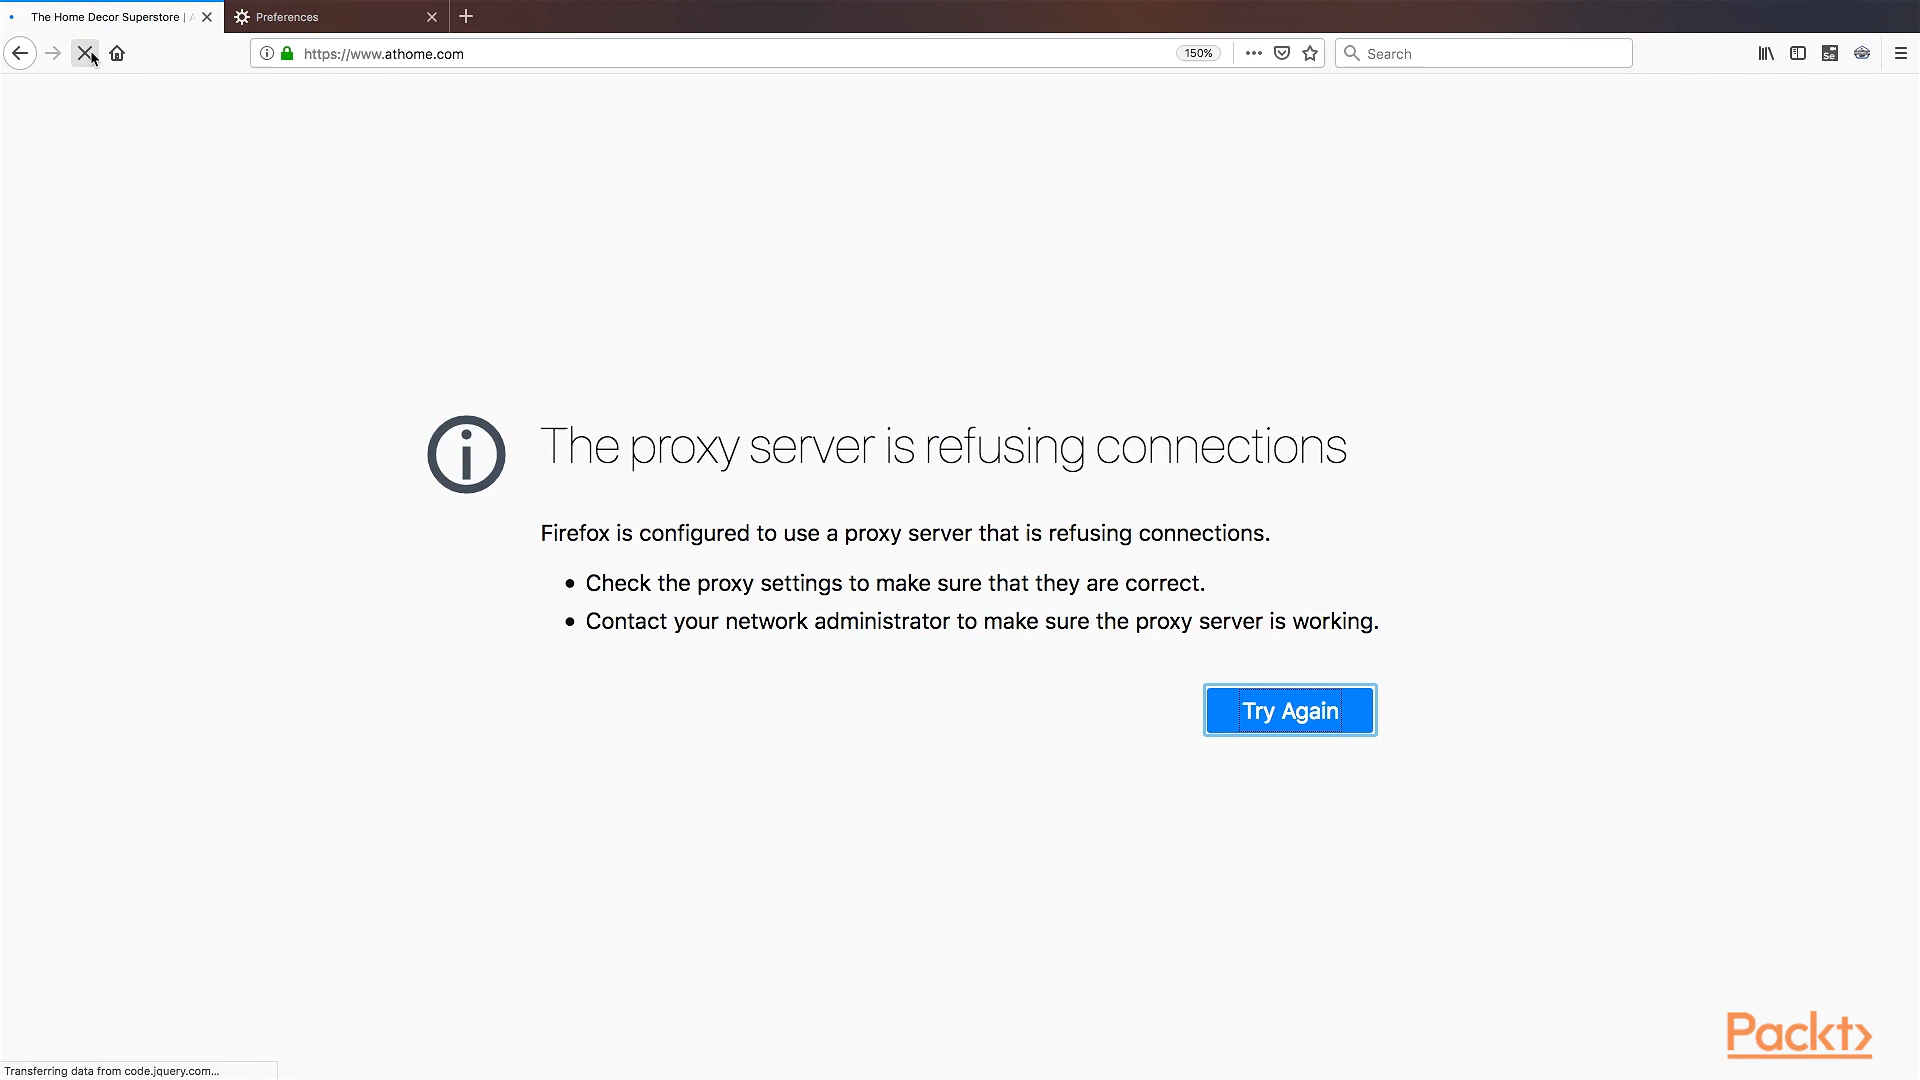 The Home Decor Superstore |
Preferences
https://www.athome.com
150%
Search
Se
The proxy server is refusing connections
Firefox is configured to use a proxy server that is refusing connections.
• Check the proxy settings to make sure that they are correct.
• Contact your network administrator to make sure the proxy server is working.
Try Again
Packt>
Transferring data from code.jquery.com...